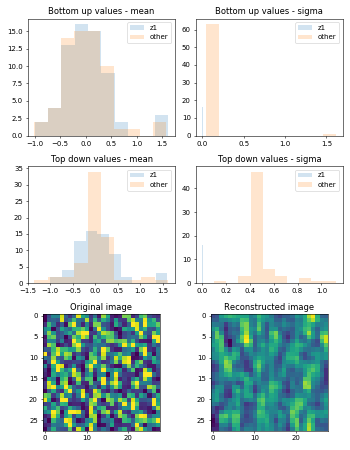 Bottom up values - mean
Bottom up values - sigma
z1
other
z1
other
15.0
12.5
10.0
7.5
5.0
2.5
0.0
−1.0 −0.5 0.0 0.5 1.0 1.5
60
50
40
30
20
10
0
0.0 0.5 1.0 1.5
Top down values - mean
Top down values - sigma
z1
other
z1
other
35
30
25
20
15
10
5
0
−1.5 −1.0 −0.5 0.0 0.5 1.0 1.5
40
30
20
10
0
0.0 0.2 0.4 0.6 0.8 1.0
Original image
Reconstructed image
0
5
10
15
20
25
0 10 20
0
5
10
15
20
25
0 10 20